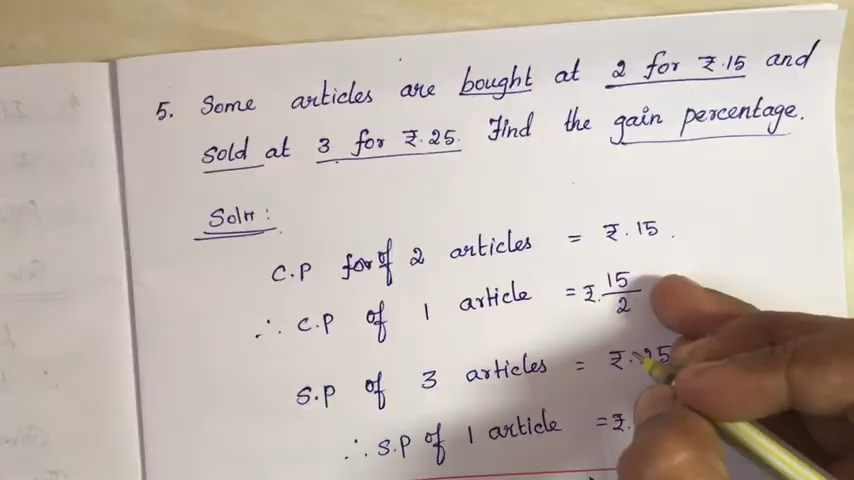 5. Some articles are bought at 2 for ₹.15 and
sold at 3 for ₹.25. Find the gain percentage.
Soln:
C.P for of 2 articles = ₹.15.
∴ C.P of 1 article = ₹.15/2
S.P of 3 articles = ₹.25
∴ S.P of 1 article = ₹.